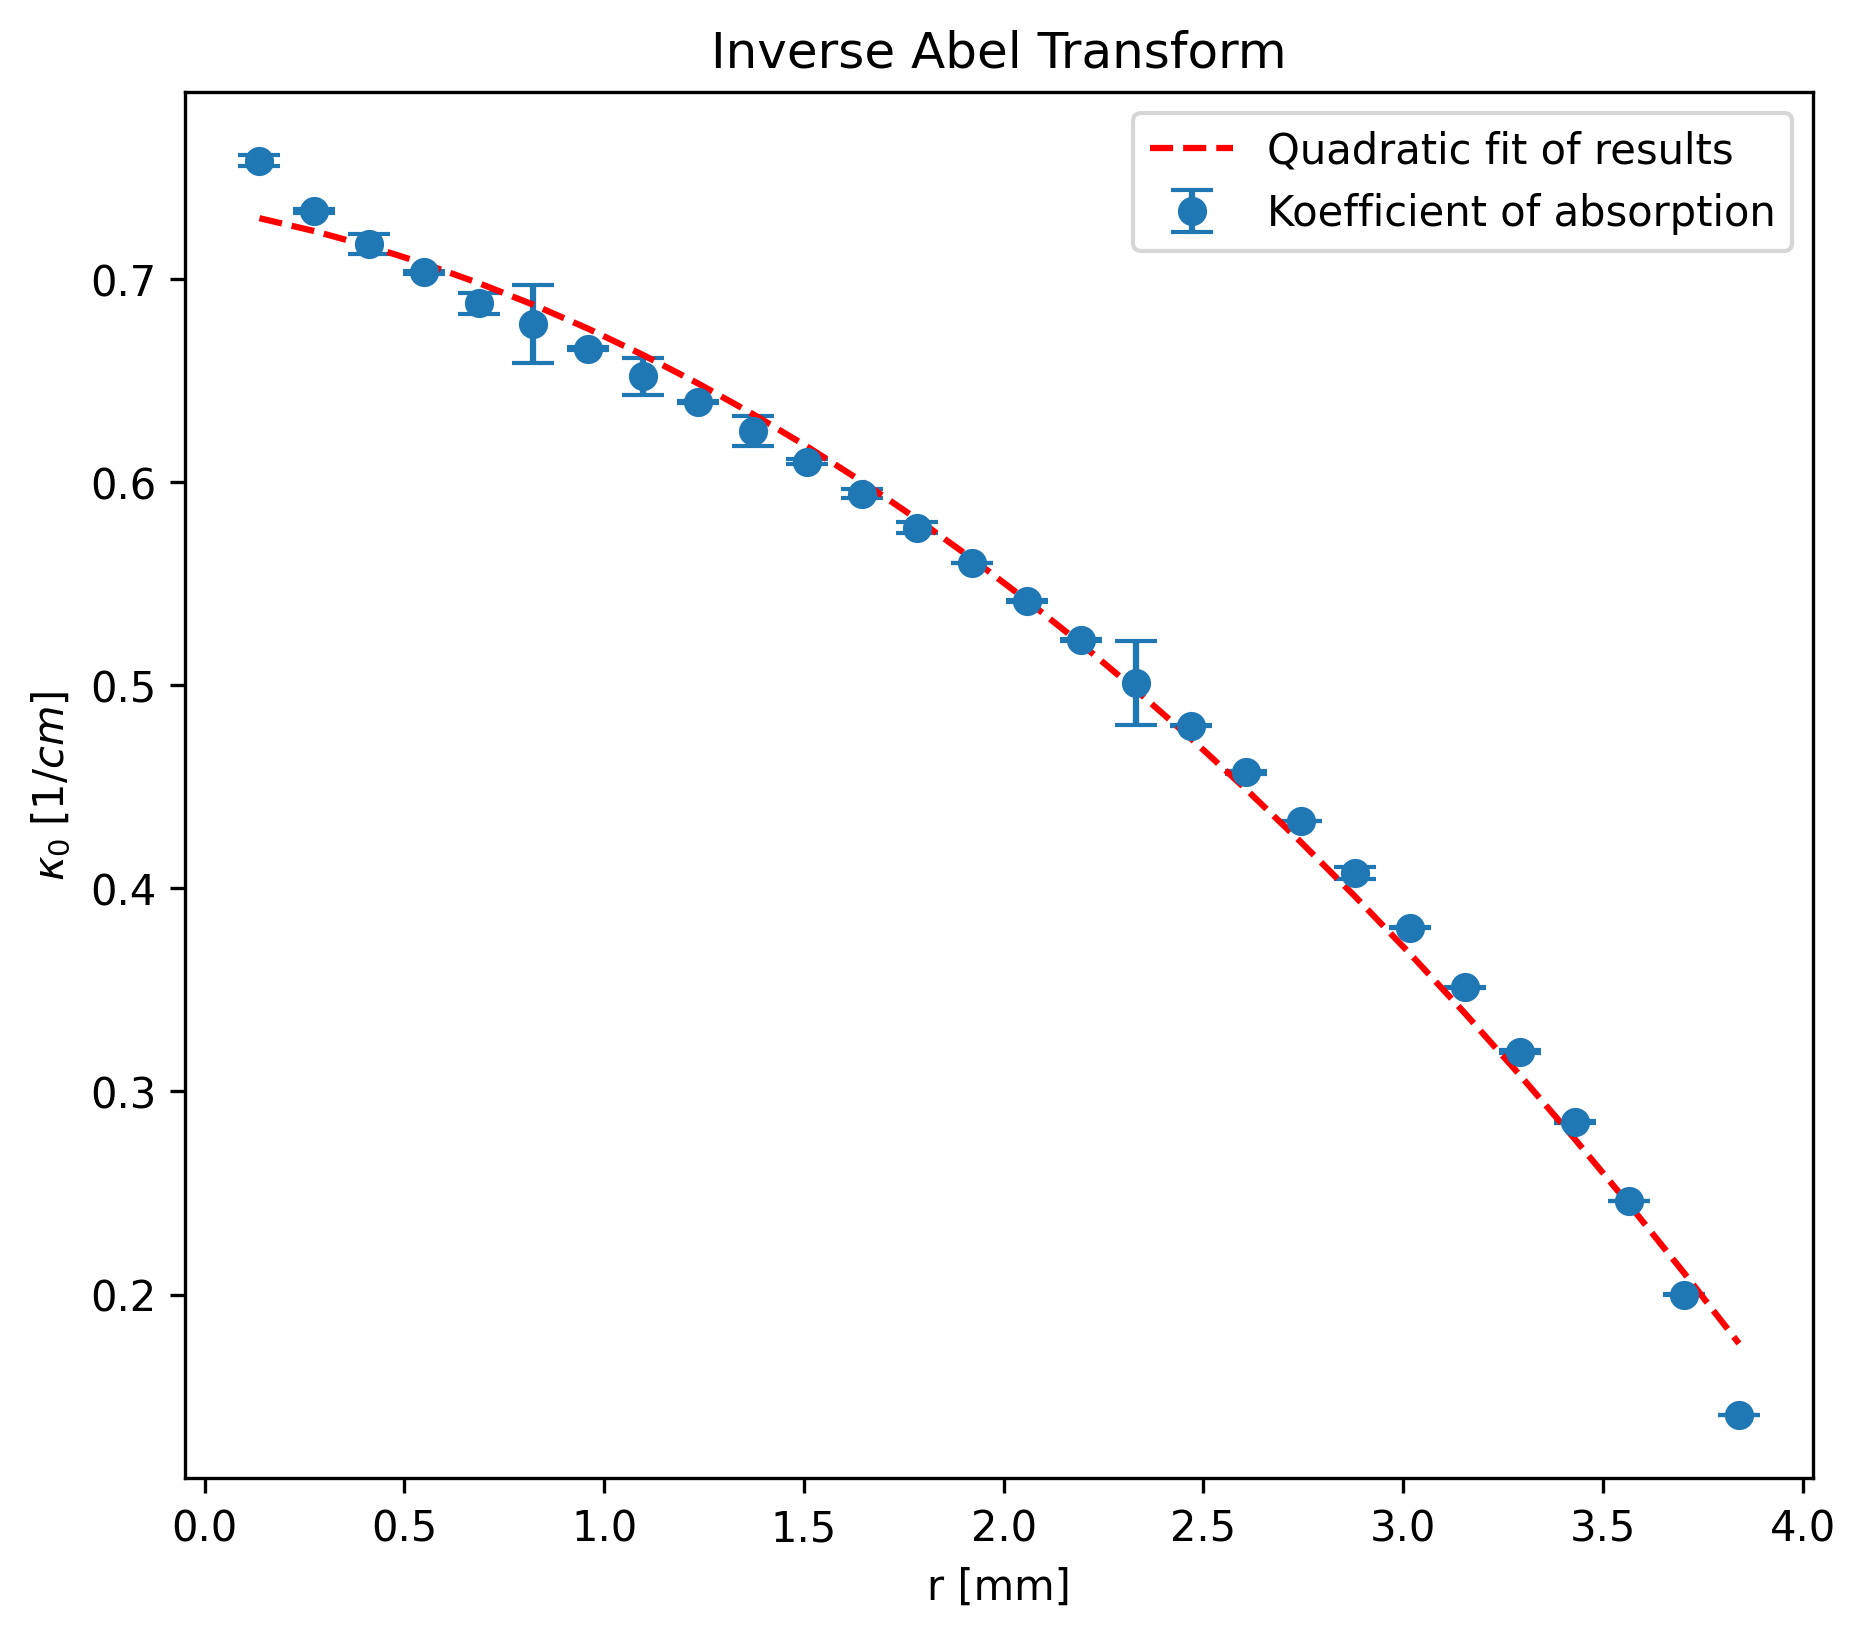 Inverse Abel Transform
Quadratic fit of results
Koefficient of absorption
κ₀ [1/cm]
0.7
0.6
0.5
0.4
0.3
0.2
0.0 0.5 1.0 1.5 2.0 2.5 3.0 3.5 4.0
r [mm]